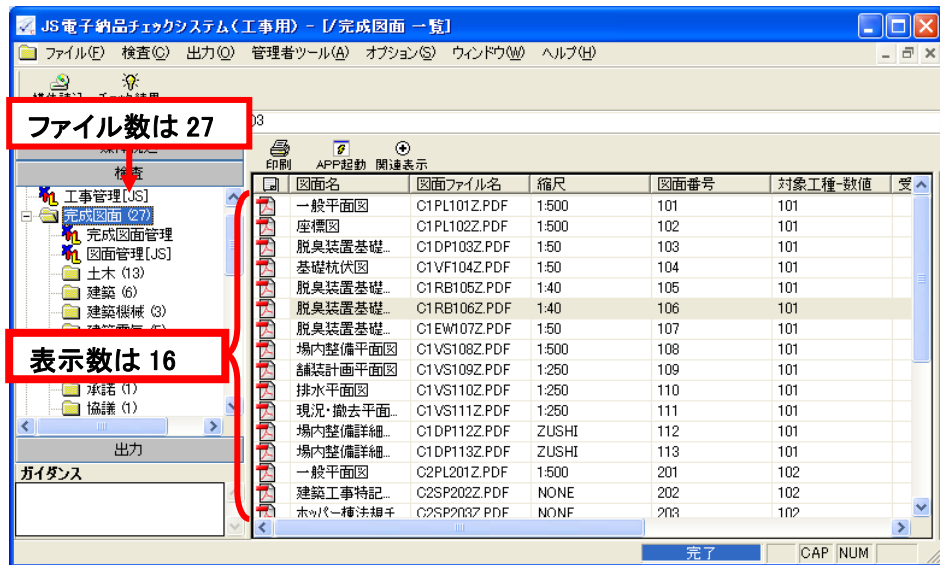 JS電子納品チェックシステム(工事用) - [/完成図面 一覧]
ファイル(F) 検査(C) 出力(O) 管理者ツール(A) オプション(S) ウィンドウ(W) ヘルプ(H)
ファイル数は 27
03
印刷 APP起動 関連表示
検査
工事管理[JS]
完成図面 (27)
完成図面管理
図面管理[JS]
土木 (13)
建築 (6)
建築機械 (3)
表示数は 16
承諾 (1)
協議 (1)
出力
ガイダンス
図面名 図面ファイル名 縮尺 図面番号 対象工種-数値 受
一般平面図 C1PL101Z.PDF 1:500 101 101
座標図 C1PL102Z.PDF 1:500 102 101
脱臭装置基礎... C1DP103Z.PDF 1:50 103 101
基礎杭伏図 C1VF104Z.PDF 1:50 104 101
脱臭装置基礎... C1RB105Z.PDF 1:40 105 101
脱臭装置基礎... C1RB106Z.PDF 1:40 106 101
脱臭装置基礎... C1EW107Z.PDF 1:50 107 101
場内整備平面図 C1VS108Z.PDF 1:500 108 101
舗装計画平面図 C1VS109Z.PDF 1:250 109 101
排水平面図 C1VS110Z.PDF 1:250 110 101
現況・撤去平面... C1VS111Z.PDF 1:250 111 101
場内整備詳細... C1DP112Z.PDF ZUSHI 112 101
場内整備詳細... C1DP113Z.PDF ZUSHI 113 101
一般平面図 C2PL201Z.PDF 1:500 201 102
建築工事特記... C2SP202Z.PDF NONE 202 102
ホッパー棟法規チ C2SP203Z.PDF NONE 203 102
完了 CAP NUM